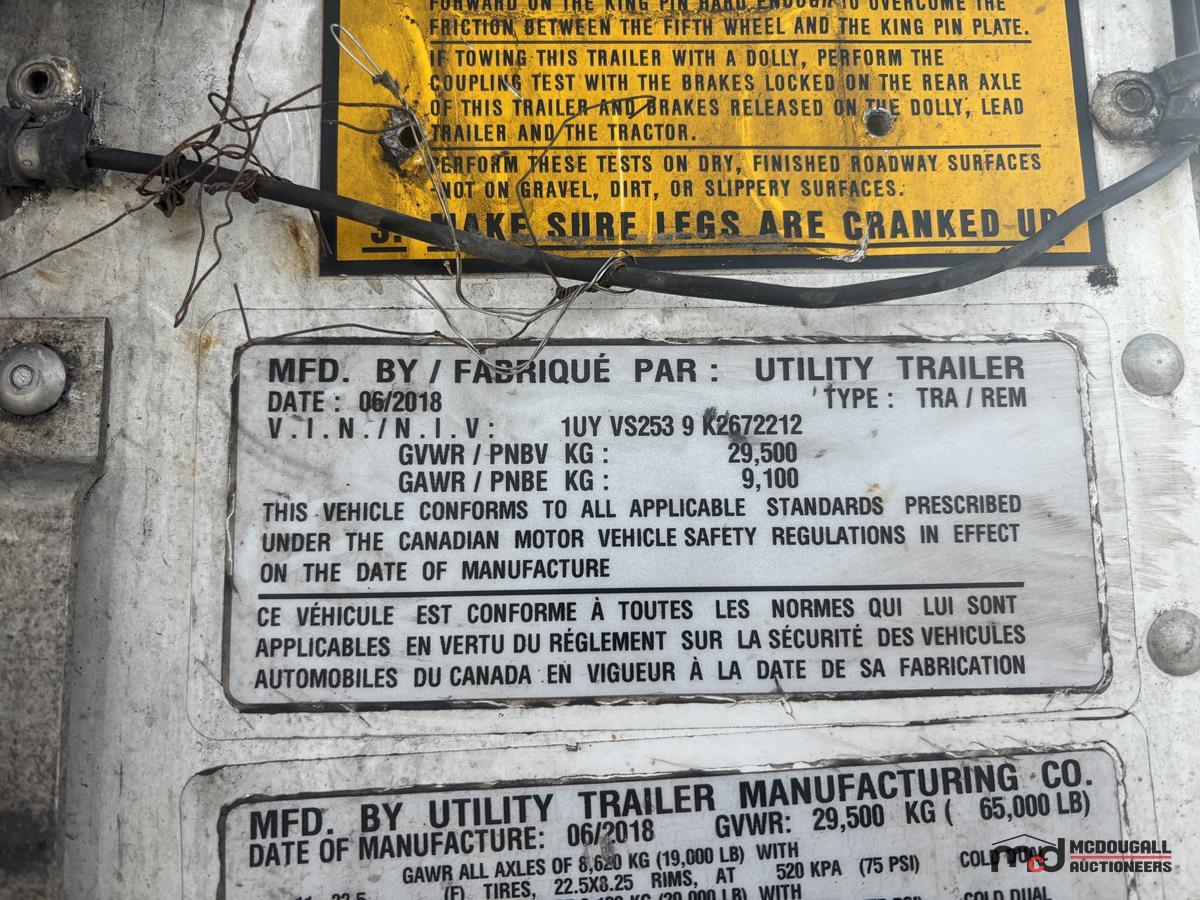 FORWARD ON THE KING PIN HARD ENOUGH TO OVERCOME THE
FRICTION BETWEEN THE FIFTH WHEEL AND THE KING PIN PLATE.
IF TOWING THIS TRAILER WITH A DOLLY, PERFORM THE
COUPLING TEST WITH THE BRAKES LOCKED ON THE REAR AXLE
OF THIS TRAILER AND BRAKES RELEASED ON THE DOLLY, LEAD
TRAILER AND THE TRACTOR.
PERFORM THESE TESTS ON DRY, FINISHED ROADWAY SURFACES
NOT ON GRAVEL, DIRT, OR SLIPPERY SURFACES.
MAKE SURE LEGS ARE CRANKED UP
MFD. BY / FABRIQUÉ PAR : UTILITY TRAILER
DATE : 06/2018 TYPE : TRA / REM
V.I.N./N.I.V: 1UY VS253 9 K2672212
GVWR / PNBV KG : 29,500
GAWR / PNBE KG : 9,100
THIS VEHICLE CONFORMS TO ALL APPLICABLE STANDARDS PRESCRIBED
UNDER THE CANADIAN MOTOR VEHICLE SAFETY REGULATIONS IN EFFECT
ON THE DATE OF MANUFACTURE
CE VÉHICULE EST CONFORME À TOUTES LES NORMES QUI LUI SONT
APPLICABLES EN VERTU DU RÉGLEMENT SUR LA SÉCURITÉ DES VEHICULES
AUTOMOBILES DU CANADA EN VIGUEUR À LA DATE DE SA FABRICATION
MFD. BY UTILITY TRAILER MANUFACTURING CO.
DATE OF MANUFACTURE: 06/2018 GVWR: 29,500 KG ( 65,000 LB)
GAWR ALL AXLES OF 8,620 KG (19,000 LB) WITH
(F) TIRES, 22.5X8.25 RIMS, AT 520 KPA (75 PSI) COLD
COLD DUAL
mcd MCDOUGALL
AUCTIONEERS